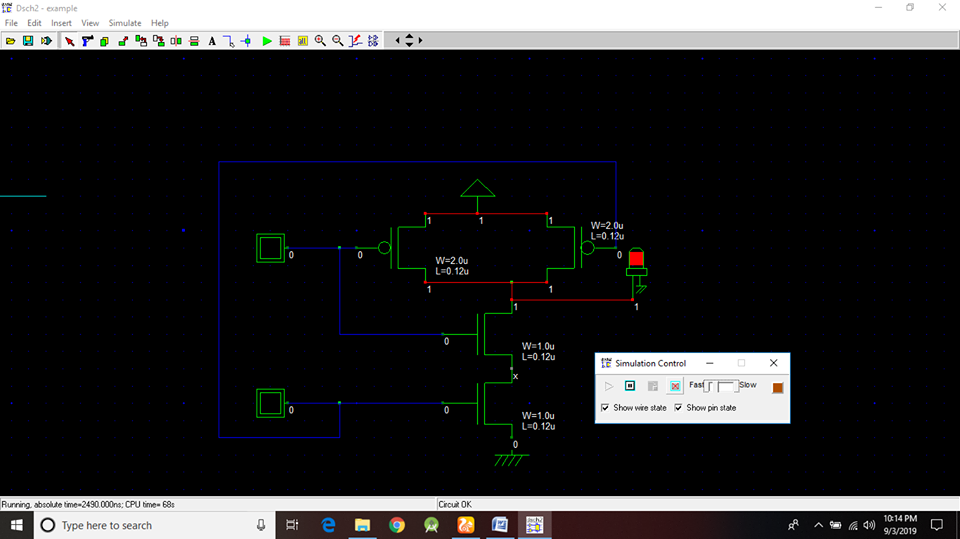 Dsch2 - example
File Edit Insert View Simulate Help
A
1 1 1
W=2.0u
L=0.12u
0 0 0
W=2.0u
L=0.12u
1 1
1 1
0
W=1.0u
L=0.12u
x
0 0
W=1.0u
L=0.12u
0
Simulation Control
Fast Slow
Show wire state Show pin state
Running, absolute time=2490.000ns; CPU time= 68s
Circuit OK
Type here to search
10:14 PM
9/3/2019